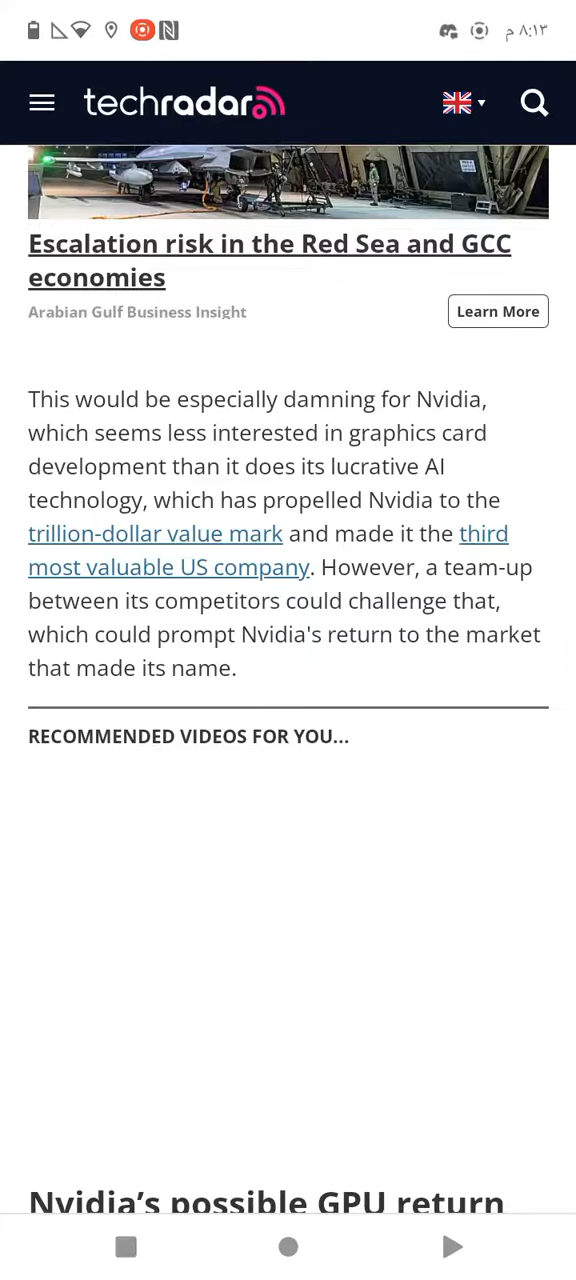 ٨:١٣ م
techradar
Escalation risk in the Red Sea and GCC
economies
Arabian Gulf Business Insight
Learn More
This would be especially damning for Nvidia,
which seems less interested in graphics card
development than it does its lucrative AI
technology, which has propelled Nvidia to the
trillion-dollar value mark and made it the third
most valuable US company. However, a team-up
between its competitors could challenge that,
which could prompt Nvidia's return to the market
that made its name.
RECOMMENDED VIDEOS FOR YOU...
Nvidia’s possible GPU return